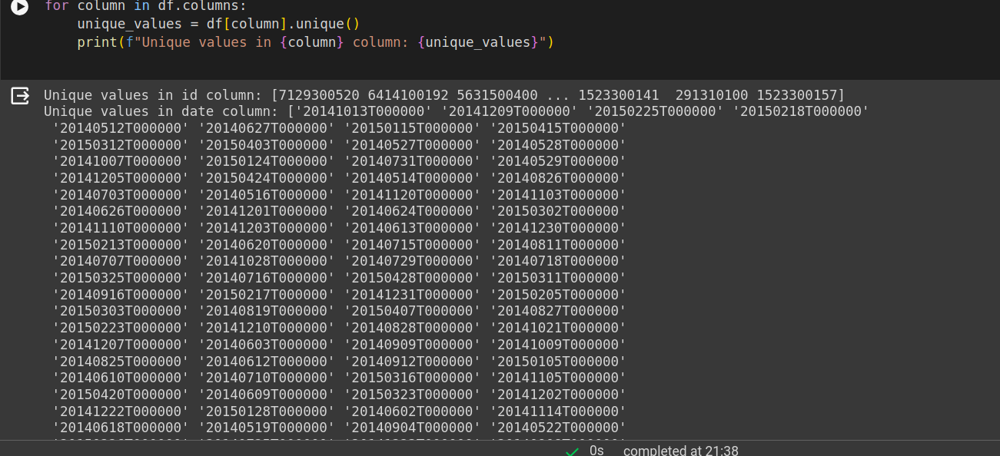 for column in df.columns:
    unique_values = df[column].unique()
    print(f"Unique values in {column} column: {unique_values}")
Unique values in id column: [7129300520 6414100192 5631500400 ... 1523300141  291310100 1523300157]
Unique values in date column: ['20141013T000000' '20141209T000000' '20150225T000000' '20150218T000000'
 '20140512T000000' '20140627T000000' '20150115T000000' '20150415T000000'
 '20150312T000000' '20150403T000000' '20140527T000000' '20140528T000000'
 '20141007T000000' '20150124T000000' '20140731T000000' '20140529T000000'
 '20141205T000000' '20150424T000000' '20140514T000000' '20140826T000000'
 '20140703T000000' '20140516T000000' '20141120T000000' '20141103T000000'
 '20140626T000000' '20141201T000000' '20140624T000000' '20150302T000000'
 '20141110T000000' '20141203T000000' '20140613T000000' '20141230T000000'
 '20150213T000000' '20140620T000000' '20140715T000000' '20140811T000000'
 '20140707T000000' '20141028T000000' '20140729T000000' '20140718T000000'
 '20150325T000000' '20140716T000000' '20150428T000000' '20150311T000000'
 '20140916T000000' '20150217T000000' '20141231T000000' '20150205T000000'
 '20150303T000000' '20140819T000000' '20150407T000000' '20140827T000000'
 '20150223T000000' '20141210T000000' '20140828T000000' '20141021T000000'
 '20141207T000000' '20140603T000000' '20140909T000000' '20141009T000000'
 '20140825T000000' '20140612T000000' '20140912T000000' '20150105T000000'
 '20140610T000000' '20140710T000000' '20150316T000000' '20141105T000000'
 '20150420T000000' '20140609T000000' '20150323T000000' '20141202T000000'
 '20141222T000000' '20150128T000000' '20140602T000000' '20141114T000000'
 '20140618T000000' '20140519T000000' '20140904T000000' '20140522T000000'
0s completed at 21:38